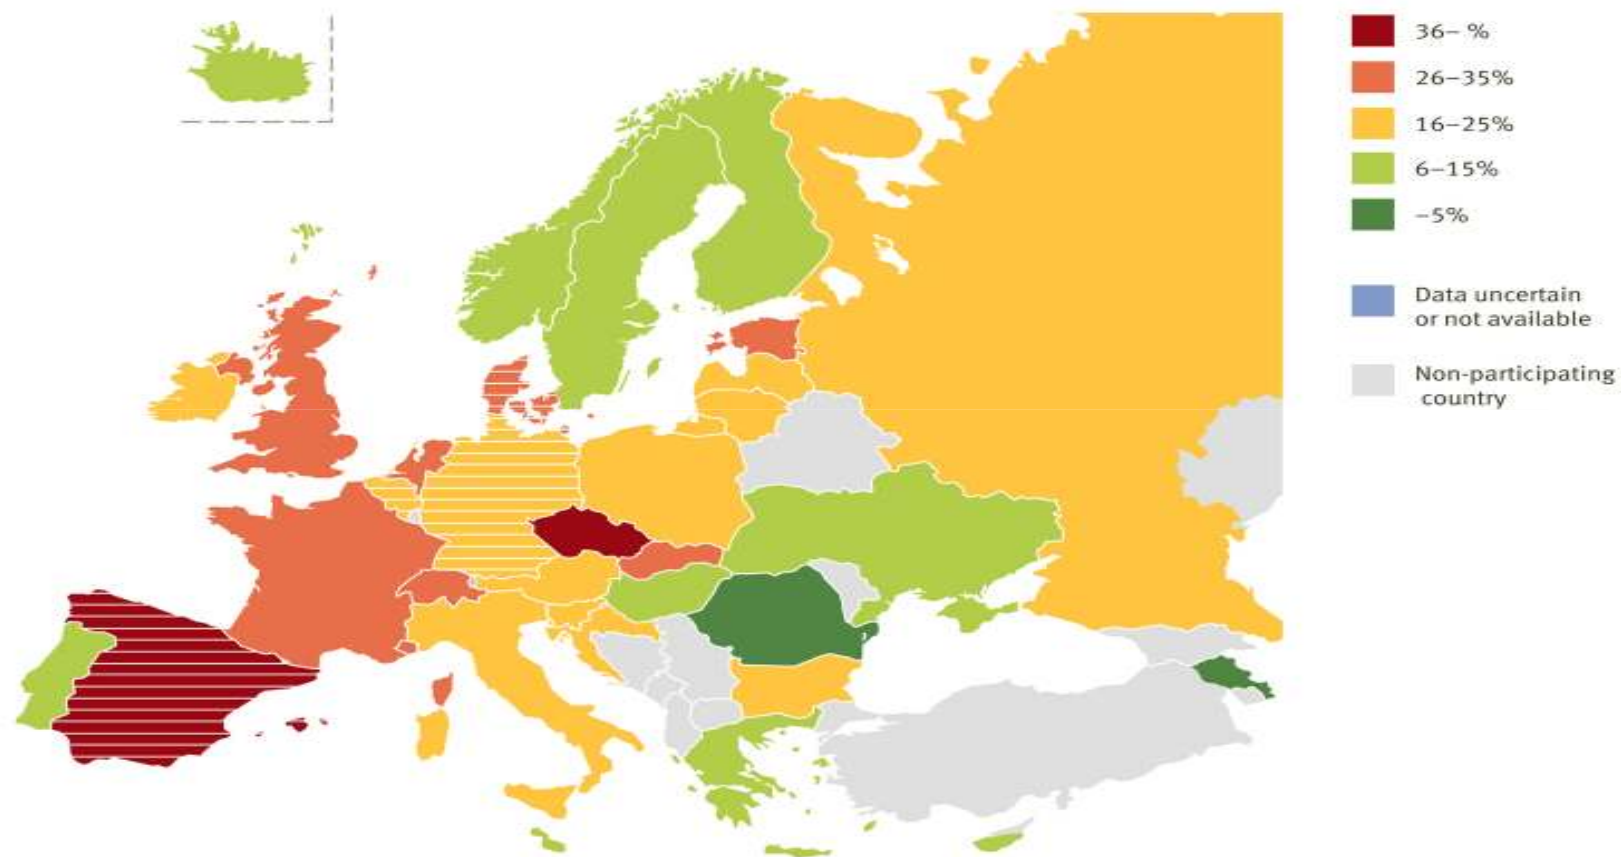 36– %
26–35%
16–25%
6–15%
–5%
Data uncertain
or not available
Non-participating
country